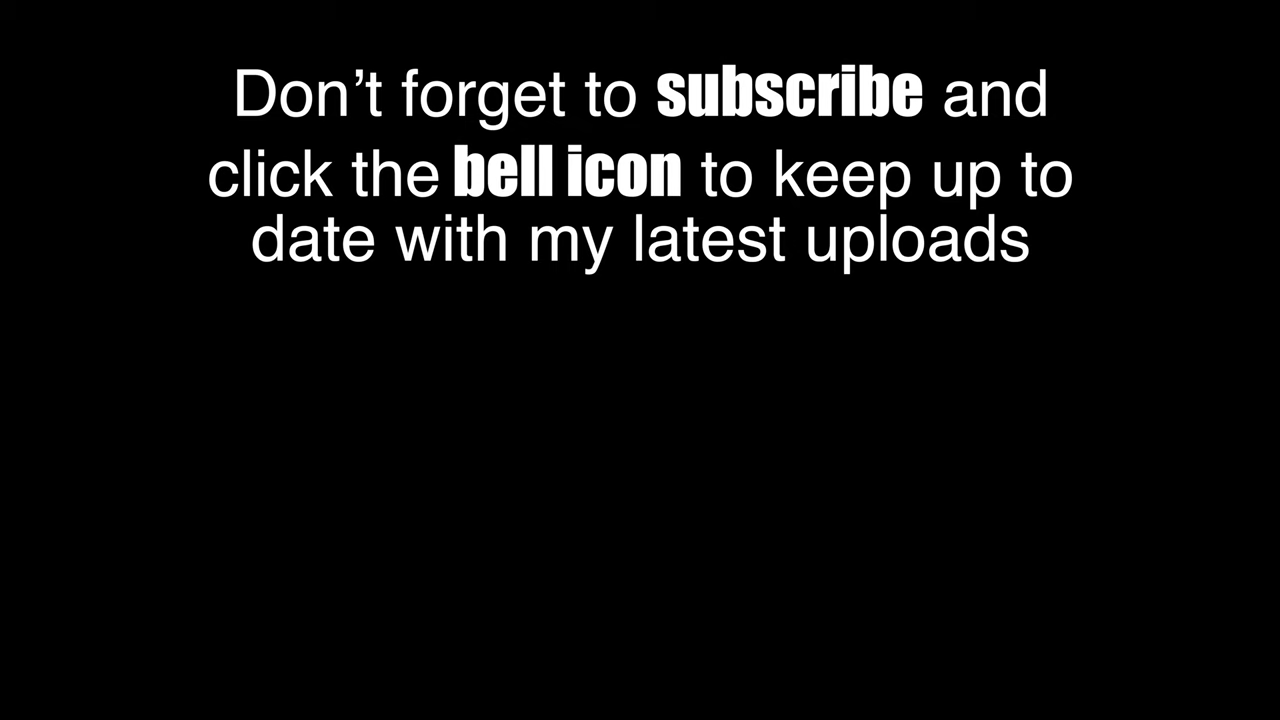 Don’t forget to subscribe and
click the bell icon to keep up to
date with my latest uploads